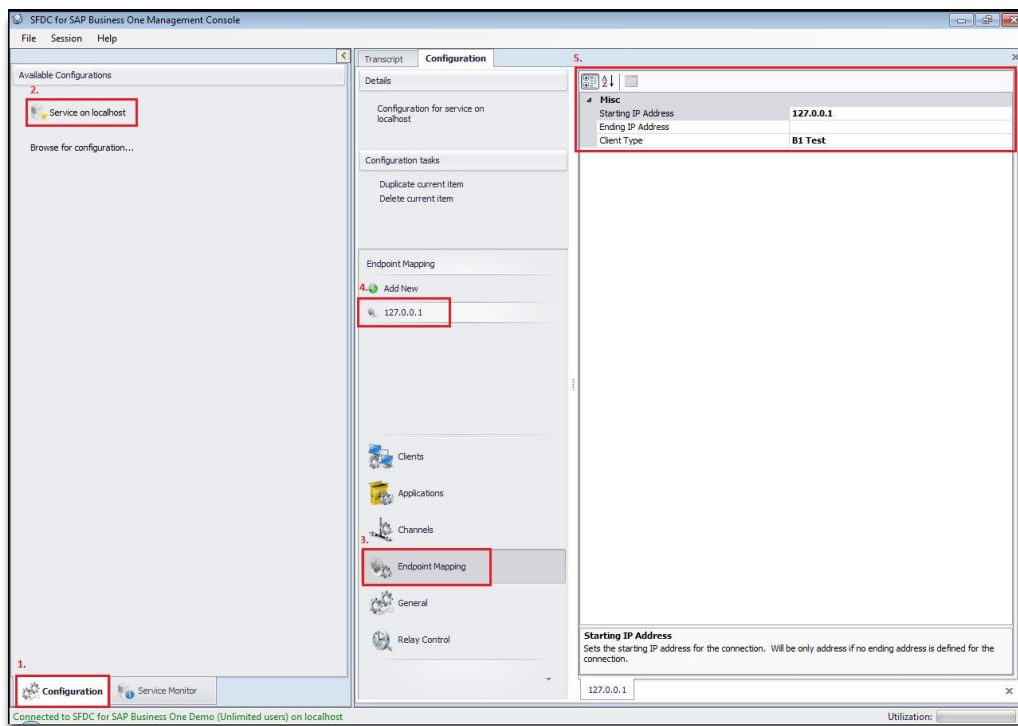 SFDC for SAP Business One Management Console
File Session Help
Available Configurations
2.
Service on localhost
Browse for configuration...
1.
Configuration
Service Monitor
Transcript
Configuration
Details
Configuration for service on
localhost
Configuration tasks
Duplicate current item
Delete current item
Endpoint Mapping
4.
Add New
127.0.0.1
Clients
Applications
Channels
3.
Endpoint Mapping
General
Relay Control
5.
Misc
Starting IP Address 127.0.0.1
Ending IP Address
Client Type B1 Test
Starting IP Address
Sets the starting IP address for the connection. Will be only address if no ending address is defined for the
connection.
127.0.0.1
Connected to SFDC for SAP Business One Demo (Unlimited users) on localhost
Utilization: